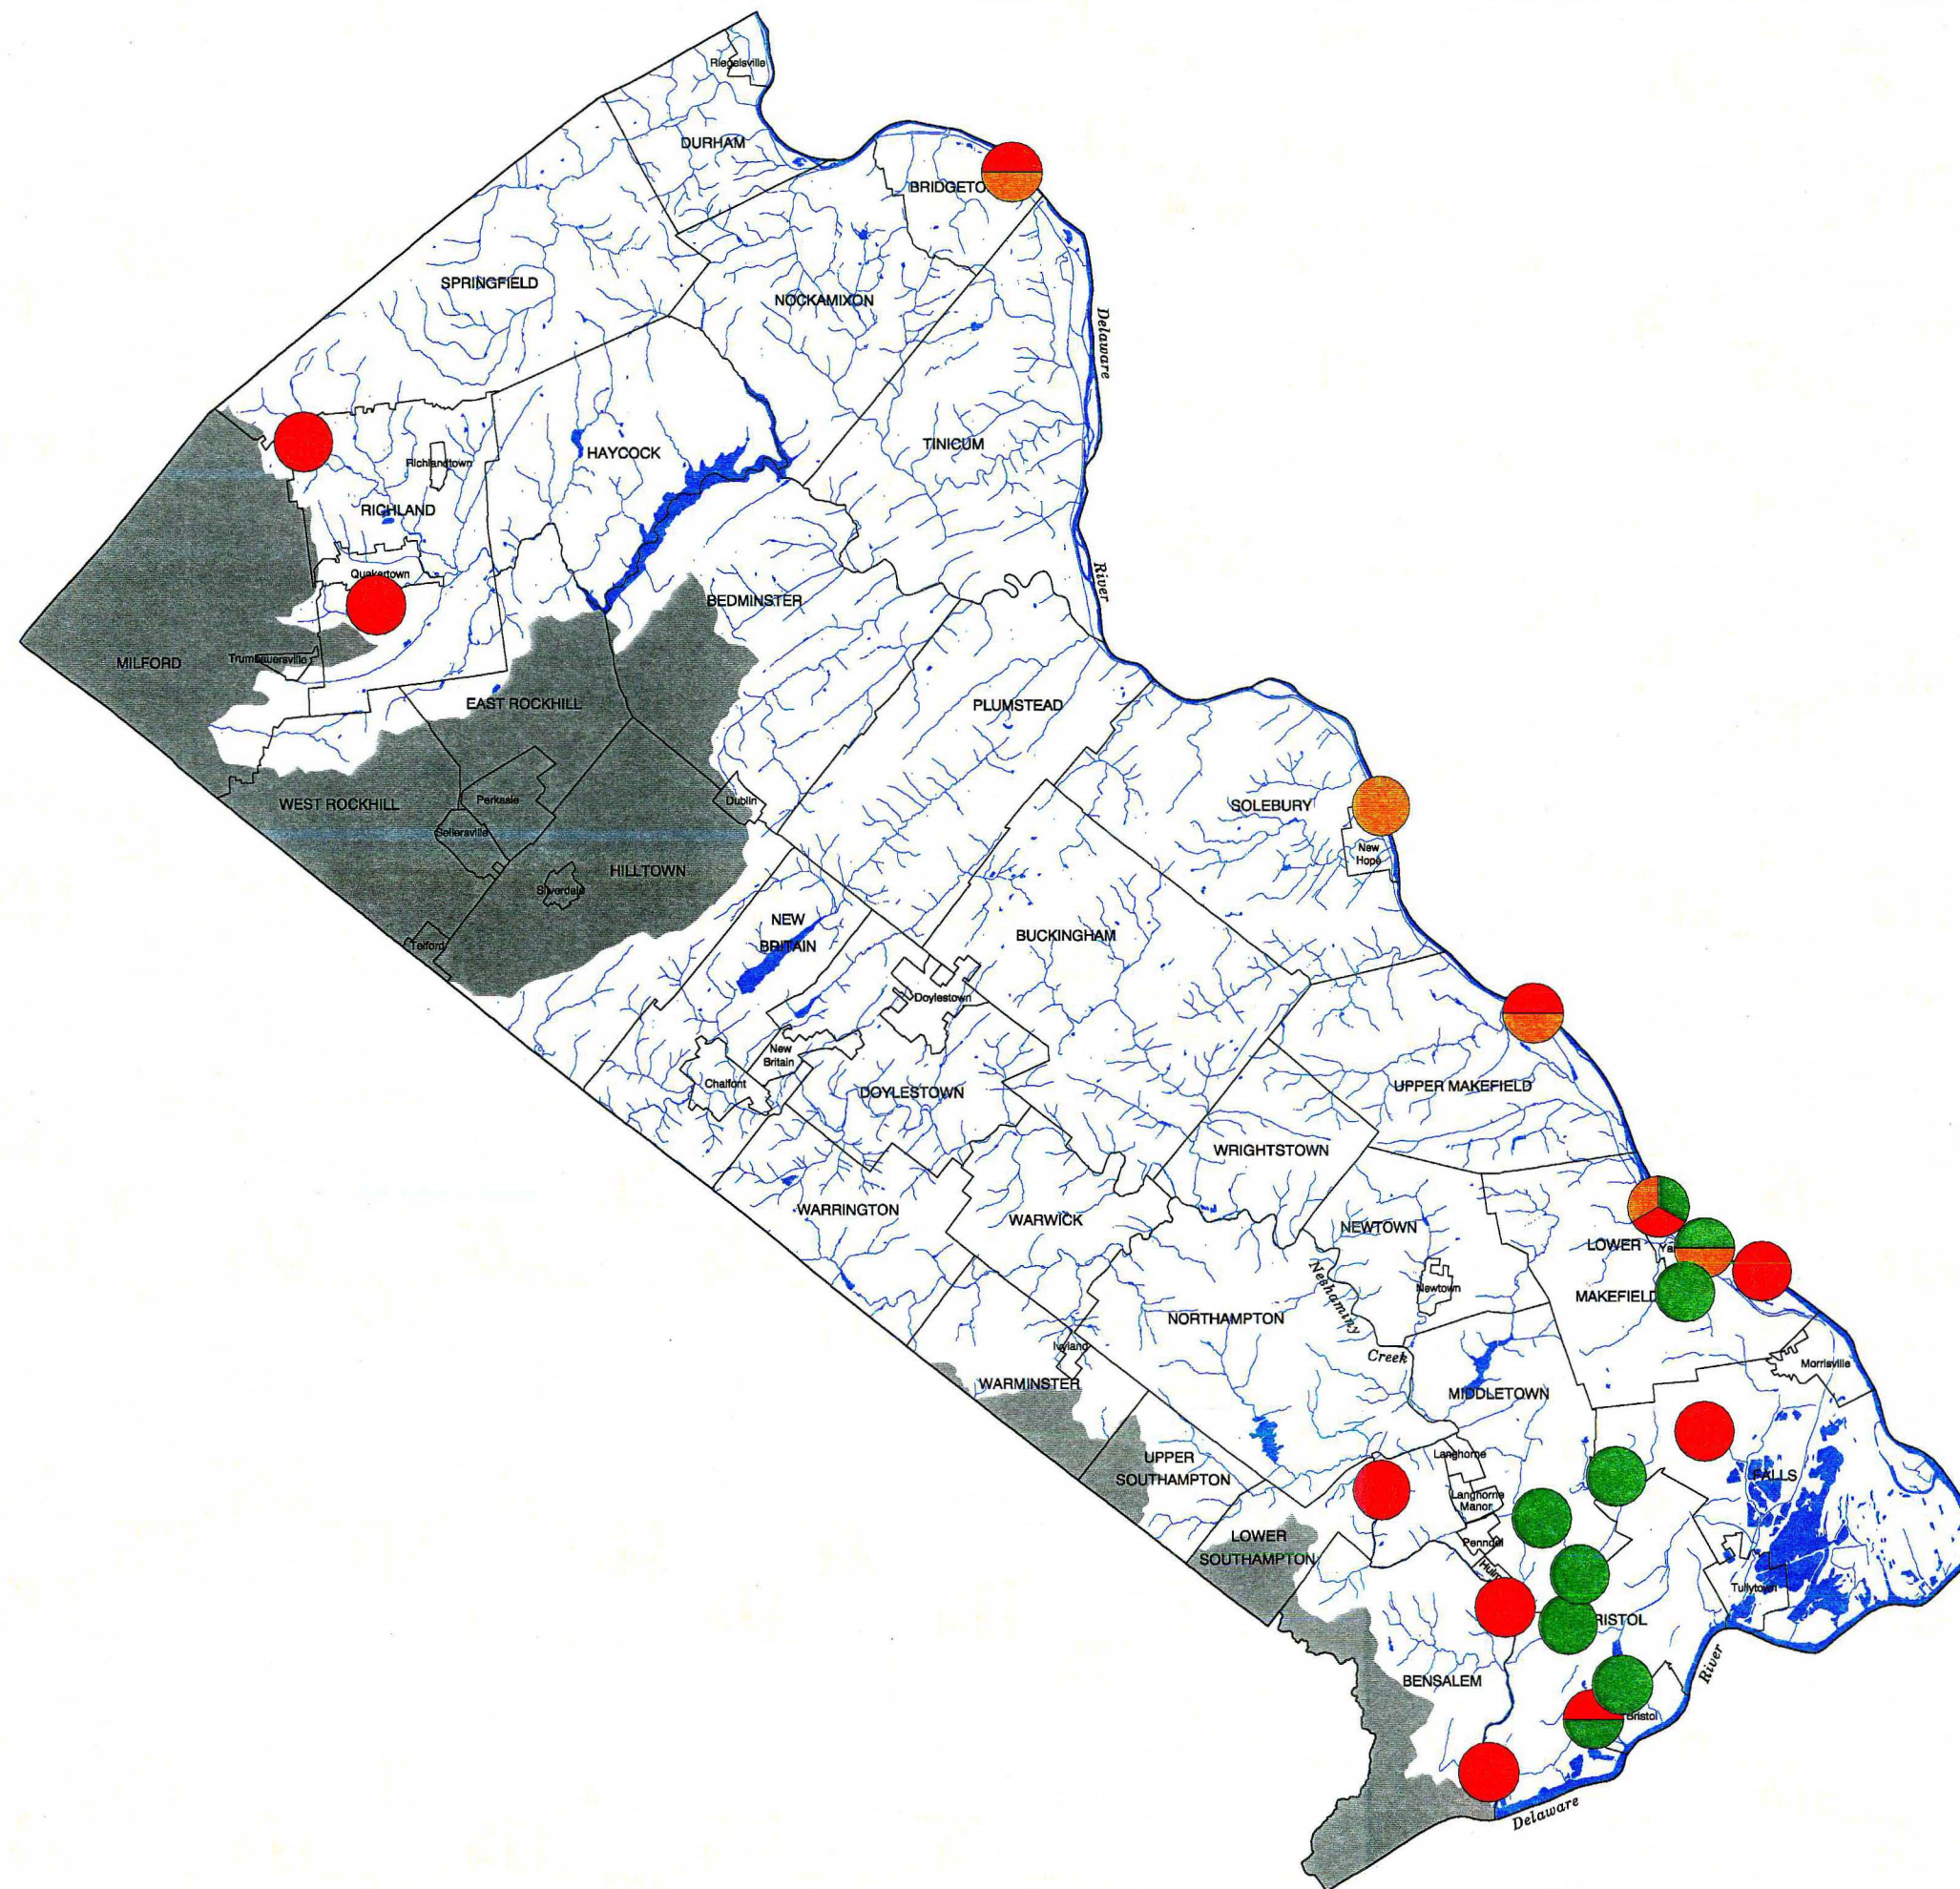 Riegelsville
DURHAM
SPRINGFIELD
NOCKAMIXON
Delaware
HAYCOCK
TINICUM
Richlandtown
RICHLAND
Quakertown
River
BEDMINSTER
MILFORD
Trumbauersville
EAST ROCKHILL
PLUMSTEAD
WEST ROCKHILL
Perkasie
Dublin
SOLEBURY
Sellersville
New
Hope
HILLTOWN
Silverdale
NEW
BRITAIN
BUCKINGHAM
Telford
Doylestown
New
Britain
Chalfont
DOYLESTOWN
UPPER MAKEFIELD
WRIGHTSTOWN
WARRINGTON
WARWICK
NEWTOWN
LOWER
MAKEFIELD
Neshaminy
Creek
Newtown
NORTHAMPTON
Ivyland
WARMINSTER
Morrisville
MIDDLETOWN
UPPER
SOUTHAMPTON
Langhorne
Langhorne
Manor
FALLS
LOWER
SOUTHAMPTON
Penndel
Tullytown
BENSALEM
River
Bristol
Delaware